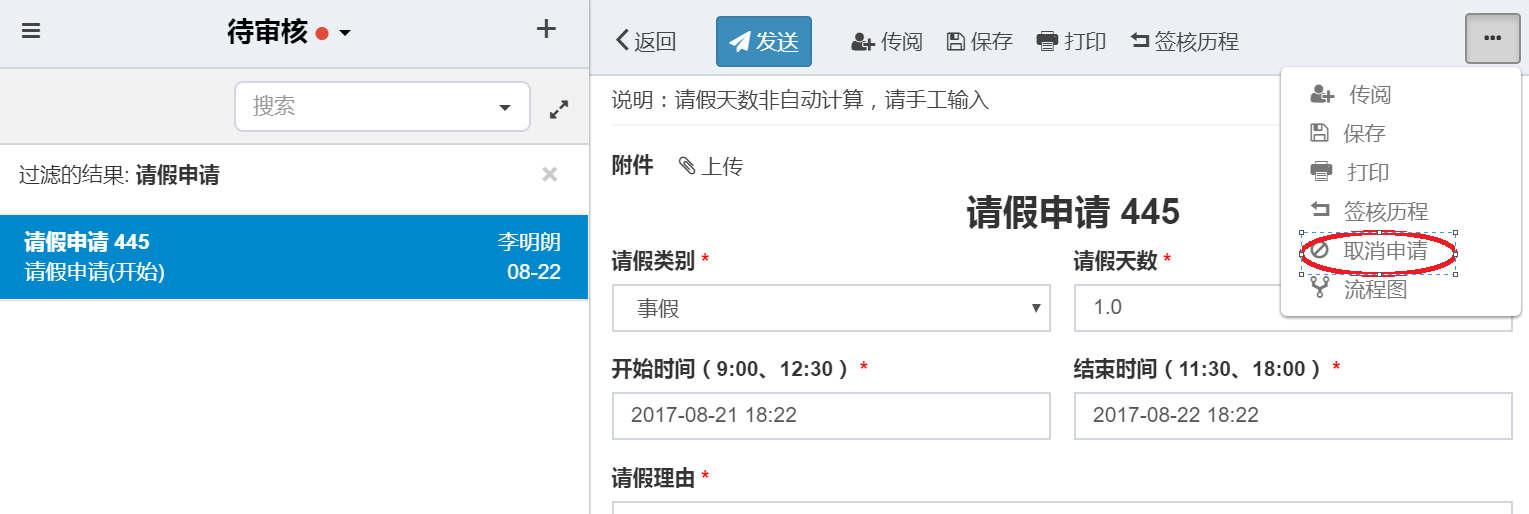 待审核
搜索
过滤的结果: 请假申请
请假申请 445 李明朗
请假申请(开始) 08-22
返回 发送 传阅 保存 打印 签核历程
说明：请假天数非自动计算，请手工输入
附件 上传
请假申请 445
请假类别 * 请假天数 *
事假 1.0
开始时间（9:00、12:30） * 结束时间（11:30、18:00） *
2017-08-21 18:22 2017-08-22 18:22
请假理由 *
传阅
保存
打印
签核历程
取消申请
流程图